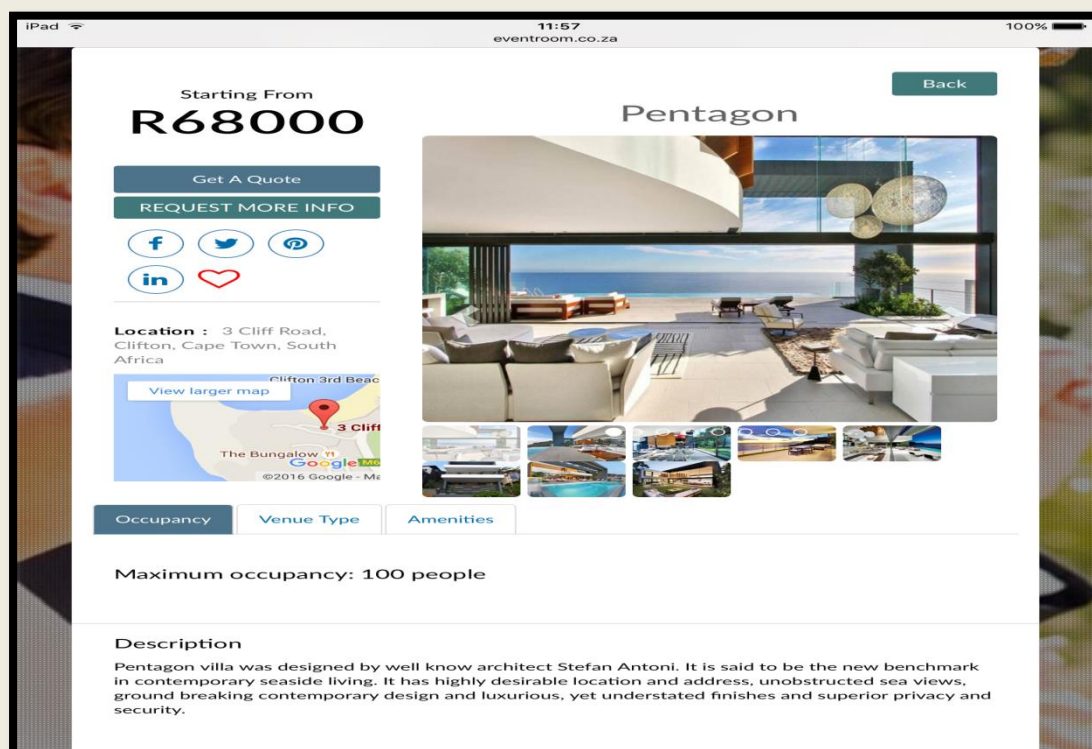 iPad
11:57
100%
eventroom.co.za
Starting From
R68000
Get A Quote
REQUEST MORE INFO
f
in
Location : 3 Cliff Road,
Clifton, Cape Town, South
Africa
Clifton 3rd Beac
View larger map
3 Cliff
The Bungalow
Google
M6
©2016 Google - Ma
Back
Pentagon
Occupancy
Venue Type
Amenities
Maximum occupancy: 100 people
Description
Pentagon villa was designed by well know architect Stefan Antoni. It is said to be the new benchmark
in contemporary seaside living. It has highly desirable location and address, unobstructed sea views,
ground breaking contemporary design and luxurious, yet understated finishes and superior privacy and
security.